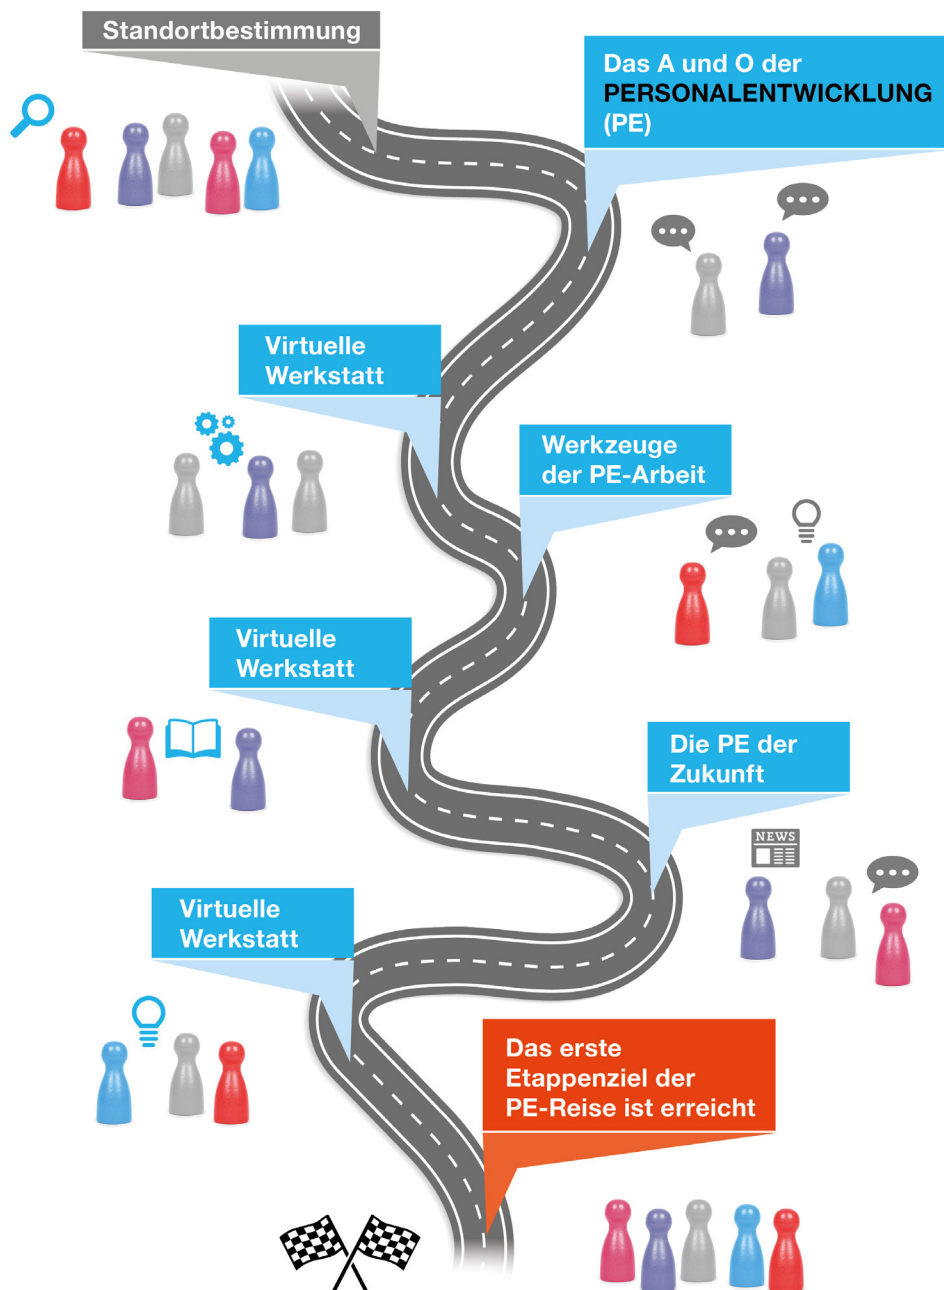 Standortbestimmung
Das A und O der
PERSONALENTWICKLUNG
(PE)
Virtuelle
Werkstatt
Werkzeuge
der PE-Arbeit
Virtuelle
Werkstatt
Die PE der
Zukunft
NEWS
Virtuelle
Werkstatt
Das erste
Etappenziel der
PE-Reise ist erreicht